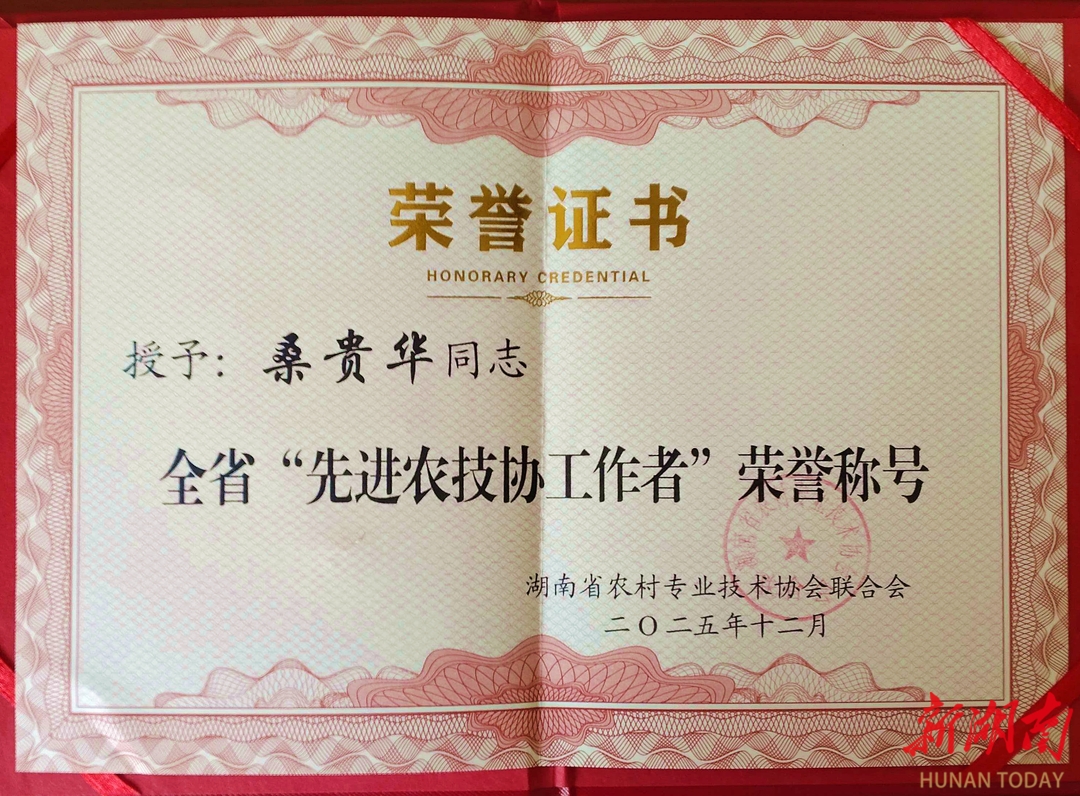 荣誉证书
HONORARY CREDENTIAL
授予：桑贵华同志
全省“先进农技协工作者”荣誉称号
湖南省农村专业技术协会联合会
二〇二五年十二月
新湖南
HUNAN TODAY